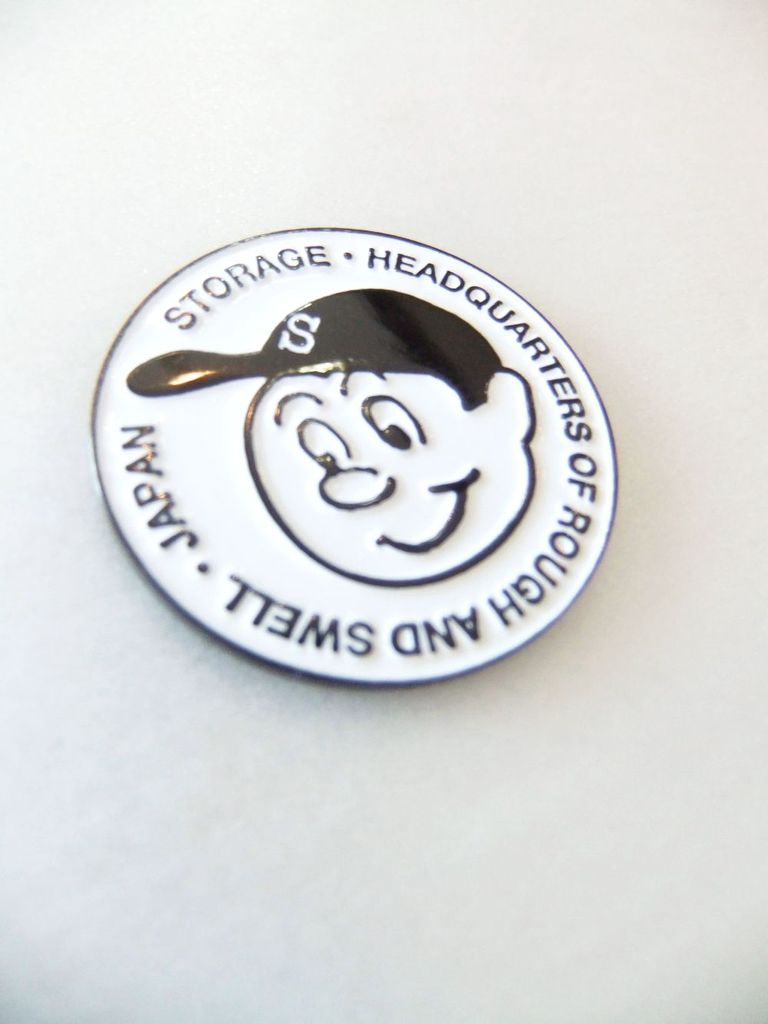 STORAGE • HEADQUARTERS OF ROUGH AND SWELL • JAPAN
S